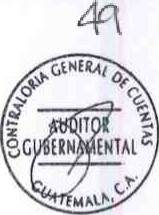 49
CONTRALORIA GENERAL DE CUENTAS
AUDITOR
GUBERNAMENTAL
GUATEMALA, C.A.